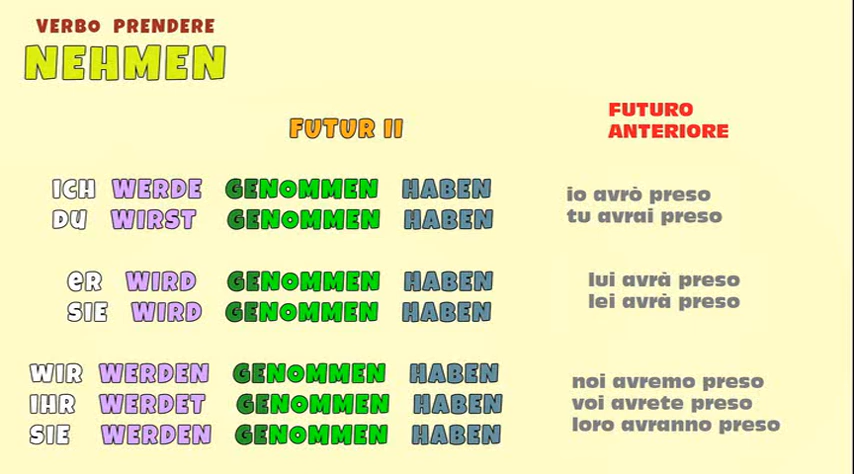 VERBO PRENDERE
NEHMEN
FUTUR II
FUTURO
ANTERIORE
ICH WERDE GENOMMEN HABEN
io avrò preso
DU WIRST GENOMMEN HABEN
tu avrai preso
eR WIRD GENOMMEN HABEN
lui avrà preso
SIE WIRD GENOMMEN HABEN
lei avrà preso
WIR WERDEN GENOMMEN HABEN
noi avremo preso
IHR WERDET GENOMMEN HABEN
voi avrete preso
SIE WERDEN GENOMMEN HABEN
loro avranno preso